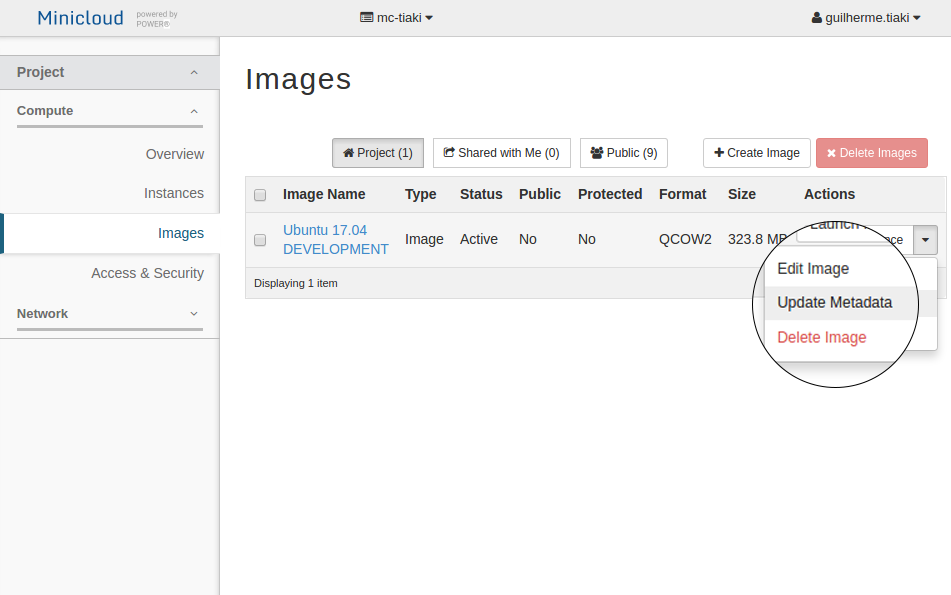 Minicloud powered by POWER® mc-tiaki guilherme.tiaki
Project
Compute
Overview
Instances
Images
Access & Security
Network
Images
Project (1) Shared with Me (0) Public (9) Create Image Delete Images
Image Name Type Status Public Protected Format Size Actions
Ubuntu 17.04 DEVELOPMENT Image Active No No QCOW2 323.8 MB
Displaying 1 item
Edit Image
Update Metadata
Delete Image